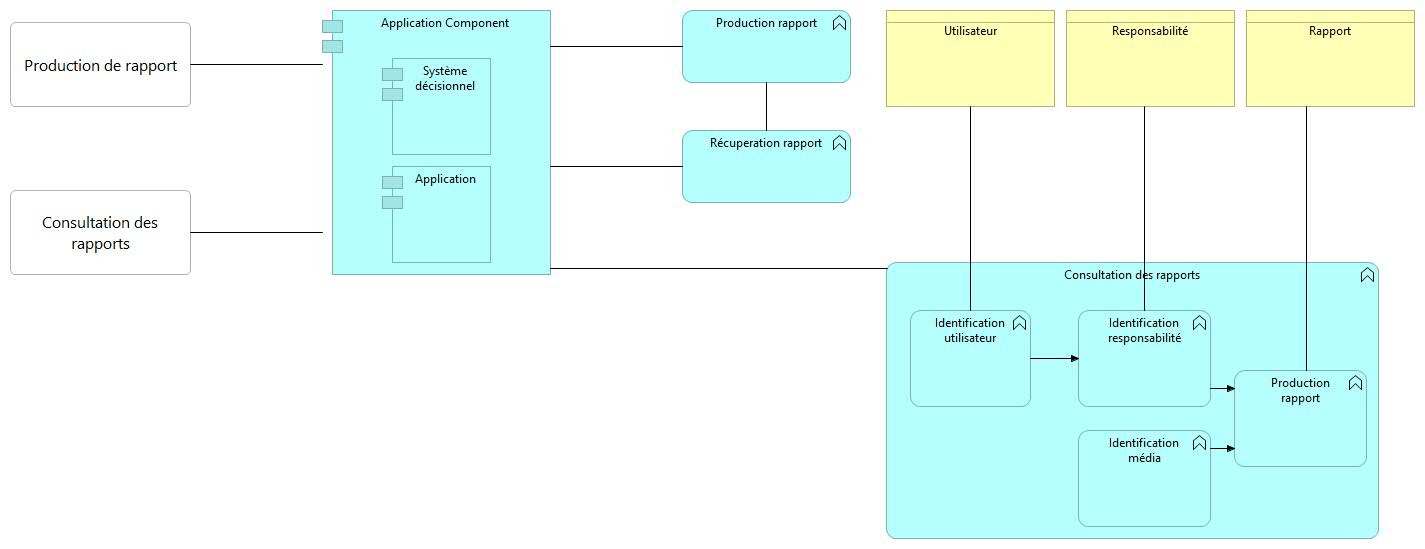 Production de rapport
Consultation des
rapports
Application Component
Système
décisionnel
Application
Production rapport
Récuperation rapport
Utilisateur
Responsabilité
Rapport
Consultation des rapports
Identification
utilisateur
Identification
responsabilité
Production
rapport
Identification
média